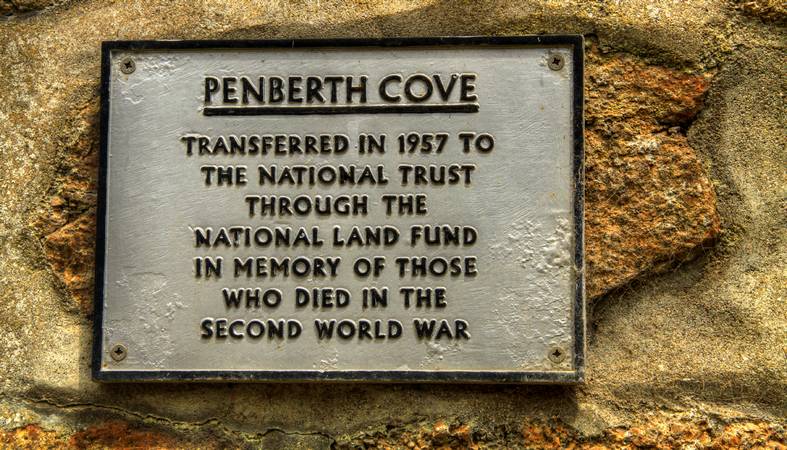 PENBERTH COVE
TRANSFERRED IN 1957 TO
THE NATIONAL TRUST
THROUGH THE
NATIONAL LAND FUND
IN MEMORY OF THOSE
WHO DIED IN THE
SECOND WORLD WAR